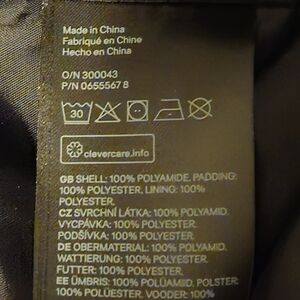 Made in China
Fabriqué en Chine
Hecho en China
O/N 300043
P/N 0655567 8
30
clevercare.info
GB SHELL: 100% POLYAMIDE, PADDING:
100% POLYESTER, LINING: 100%
POLYESTER.
CZ SVRCHNÍ LÁTKA: 100% POLYAMID.
VYCPÁVKA: 100% POLYESTER.
PODŠÍVKA: 100% POLYESTER.
DE OBERMATERIAL: 100% POLYAMID.
WATTIERUNG: 100% POLYESTER.
FUTTER: 100% POLYESTER.
EE ÜMBRIS: 100% POLÜAMIID, POLSTER:
100% POLÜESTER, VOODER: 100%